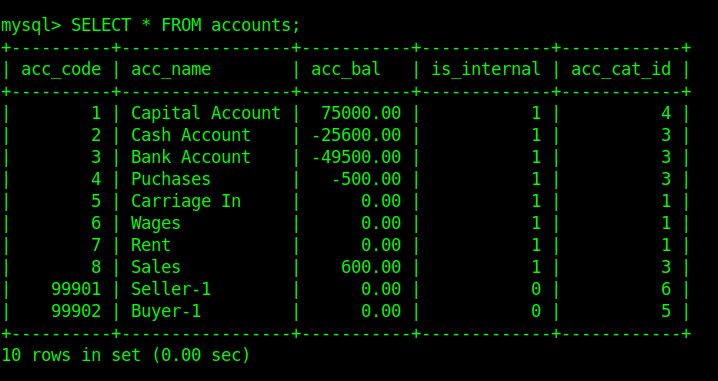 mysql> SELECT * FROM accounts;
+----------+-----------------+-----------+-------------+------------+
| acc_code | acc_name        | acc_bal   | is_internal | acc_cat_id |
+----------+-----------------+-----------+-------------+------------+
|        1 | Capital Account |  75000.00 |           1 |          4 |
|        2 | Cash Account    | -25600.00 |           1 |          3 |
|        3 | Bank Account    | -49500.00 |           1 |          3 |
|        4 | Puchases        |   -500.00 |           1 |          3 |
|        5 | Carriage In     |      0.00 |           1 |          1 |
|        6 | Wages           |      0.00 |           1 |          1 |
|        7 | Rent            |      0.00 |           1 |          1 |
|        8 | Sales           |    600.00 |           1 |          3 |
|    99901 | Seller-1        |      0.00 |           0 |          6 |
|    99902 | Buyer-1         |      0.00 |           0 |          5 |
+----------+-----------------+-----------+-------------+------------+
10 rows in set (0.00 sec)